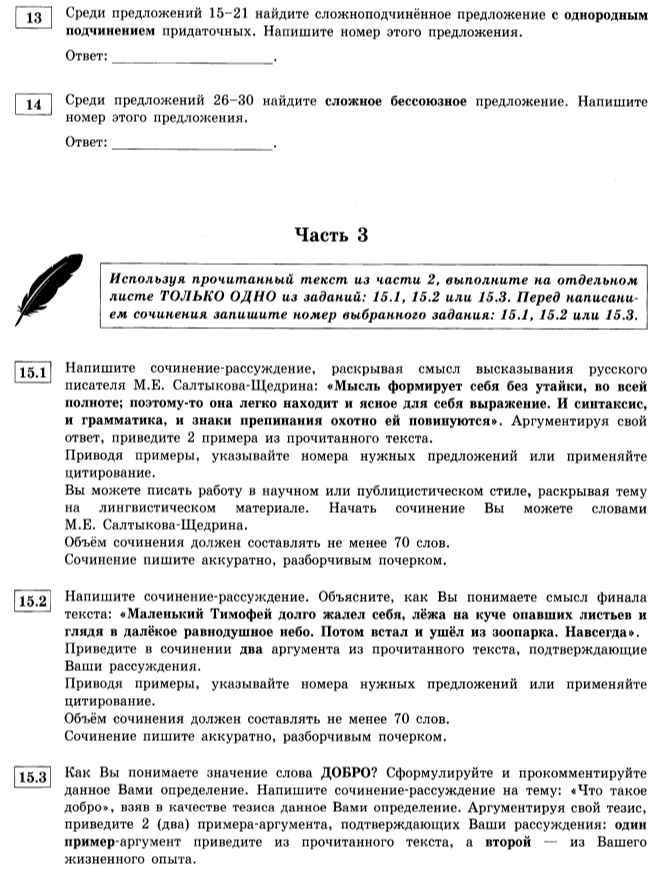 13 Среди предложений 15–21 найдите сложноподчинённое предложение с однородным
подчинением придаточных. Напишите номер этого предложения.
Ответ: ______________________.
14 Среди предложений 26–30 найдите сложное бессоюзное предложение. Напишите
номер этого предложения.
Ответ: ______________________.
Часть 3
Используя прочитанный текст из части 2, выполните на отдельном
листе ТОЛЬКО ОДНО из заданий: 15.1, 15.2 или 15.3. Перед написани-
ем сочинения запишите номер выбранного задания: 15.1, 15.2 или 15.3.
15.1 Напишите сочинение-рассуждение, раскрывая смысл высказывания русского
писателя М.Е. Салтыкова-Щедрина: «Мысль формирует себя без утайки, во всей
полноте; поэтому-то она легко находит и ясное для себя выражение. И синтаксис,
и грамматика, и знаки препинания охотно ей повинуются». Аргументируя свой
ответ, приведите 2 примера из прочитанного текста.
Приводя примеры, указывайте номера нужных предложений или применяйте
цитирование.
Вы можете писать работу в научном или публицистическом стиле, раскрывая тему
на лингвистическом материале. Начать сочинение Вы можете словами
М.Е. Салтыкова-Щедрина.
Объём сочинения должен составлять не менее 70 слов.
Сочинение пишите аккуратно, разборчивым почерком.
15.2 Напишите сочинение-рассуждение. Объясните, как Вы понимаете смысл финала
текста: «Маленький Тимофей долго жалел себя, лёжа на куче опавших листьев и
глядя в далёкое равнодушное небо. Потом встал и ушёл из зоопарка. Навсегда».
Приведите в сочинении два аргумента из прочитанного текста, подтверждающие
Ваши рассуждения.
Приводя примеры, указывайте номера нужных предложений или применяйте
цитирование.
Объём сочинения должен составлять не менее 70 слов.
Сочинение пишите аккуратно, разборчивым почерком.
15.3 Как Вы понимаете значение слова ДОБРО? Сформулируйте и прокомментируйте
данное Вами определение. Напишите сочинение-рассуждение на тему: «Что такое
добро», взяв в качестве тезиса данное Вами определение. Аргументируя свой тезис,
приведите 2 (два) примера-аргумента, подтверждающих Ваши рассуждения: один
пример-аргумент приведите из прочитанного текста, а второй — из Вашего
жизненного опыта.